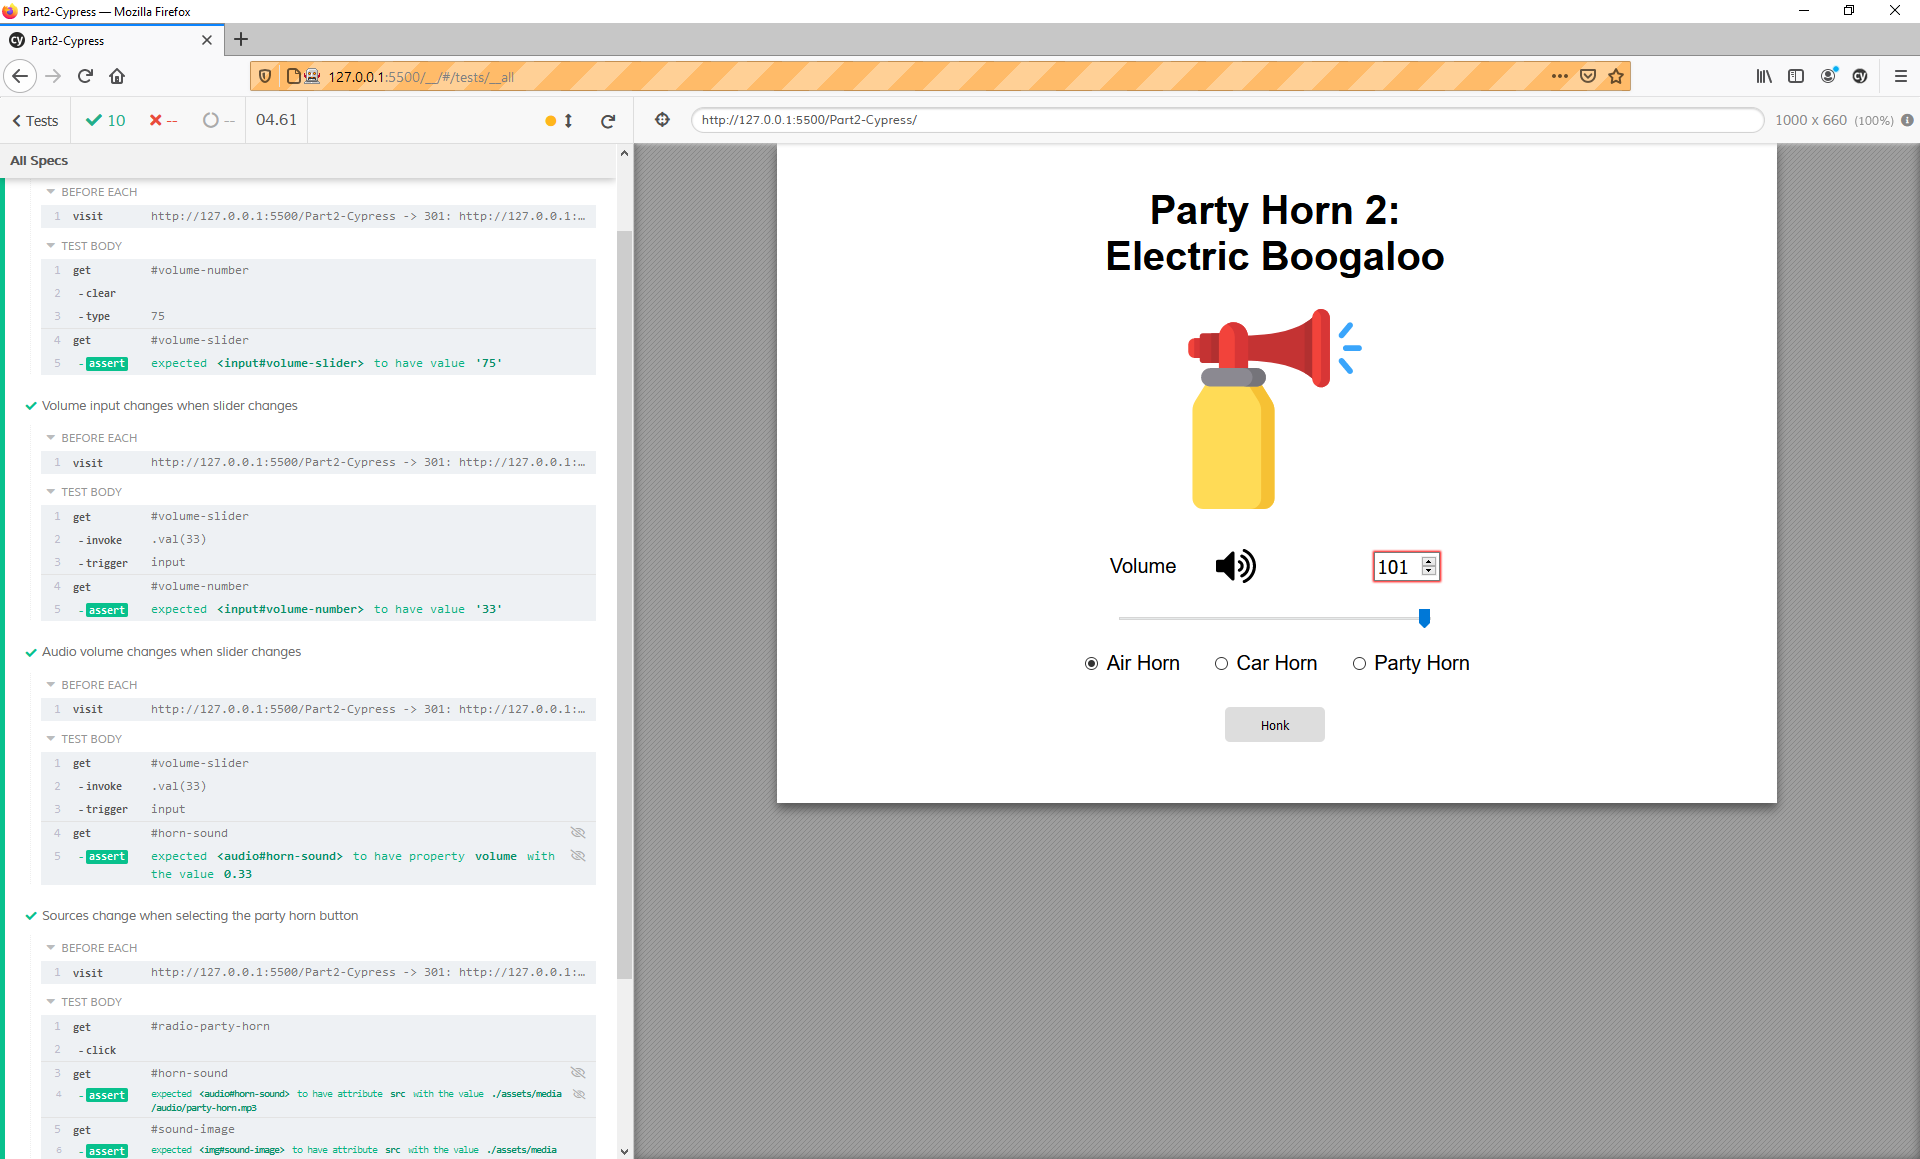 Part2-Cypress — Mozilla Firefox
cy Part2-Cypress
127.0.0.1:5500/__/#/tests/__all
cy
Tests 10 -- -- 04.61
http://127.0.0.1:5500/Part2-Cypress/ 1000 x 660 (100%)
All Specs
BEFORE EACH
1 visit http://127.0.0.1:5500/Part2-Cypress -> 301: http://127.0.0.1:…
TEST BODY
1 get #volume-number
2 -clear
3 -type 75
4 get #volume-slider
5 -assert expected <input#volume-slider> to have value '75'
Volume input changes when slider changes
BEFORE EACH
1 visit http://127.0.0.1:5500/Part2-Cypress -> 301: http://127.0.0.1:…
TEST BODY
1 get #volume-slider
2 -invoke .val(33)
3 -trigger input
4 get #volume-number
5 -assert expected <input#volume-number> to have value '33'
Audio volume changes when slider changes
BEFORE EACH
1 visit http://127.0.0.1:5500/Part2-Cypress -> 301: http://127.0.0.1:…
TEST BODY
1 get #volume-slider
2 -invoke .val(33)
3 -trigger input
4 get #horn-sound
5 -assert expected <audio#horn-sound> to have property volume with
the value 0.33
Sources change when selecting the party horn button
BEFORE EACH
1 visit http://127.0.0.1:5500/Part2-Cypress -> 301: http://127.0.0.1:…
TEST BODY
1 get #radio-party-horn
2 -click
3 get #horn-sound
4 -assert expected <audio#horn-sound> to have attribute src with the value ./assets/media
/audio/party-horn.mp3
5 get #sound-image
6 -assert expected <img#sound-image> to have attribute src with the value ./assets/media
Party Horn 2:
Electric Boogaloo
Volume 101
Air Horn Car Horn Party Horn
Honk